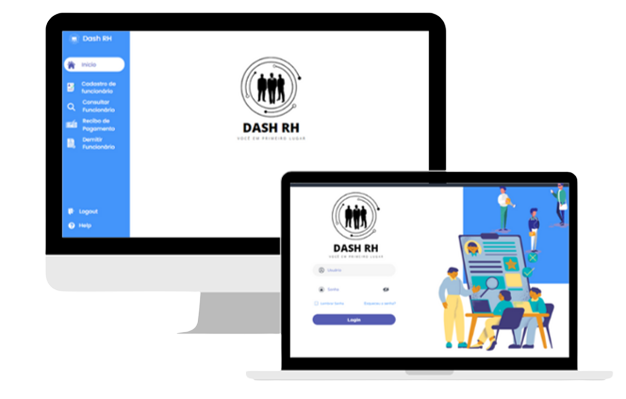 Dash RH
Inicio
Cadastro de
funcionário
Consultar
Funcionário
Recibo de
Pagamento
Demitir
Funcionário
Logout
Help
DASH RH
VOCÊ EM PRIMEIRO LUGAR
DASH RH
VOCÊ EM PRIMEIRO LUGAR
Usuário
Senha
Lembrar Senha
Esqueceu a senha?
Login